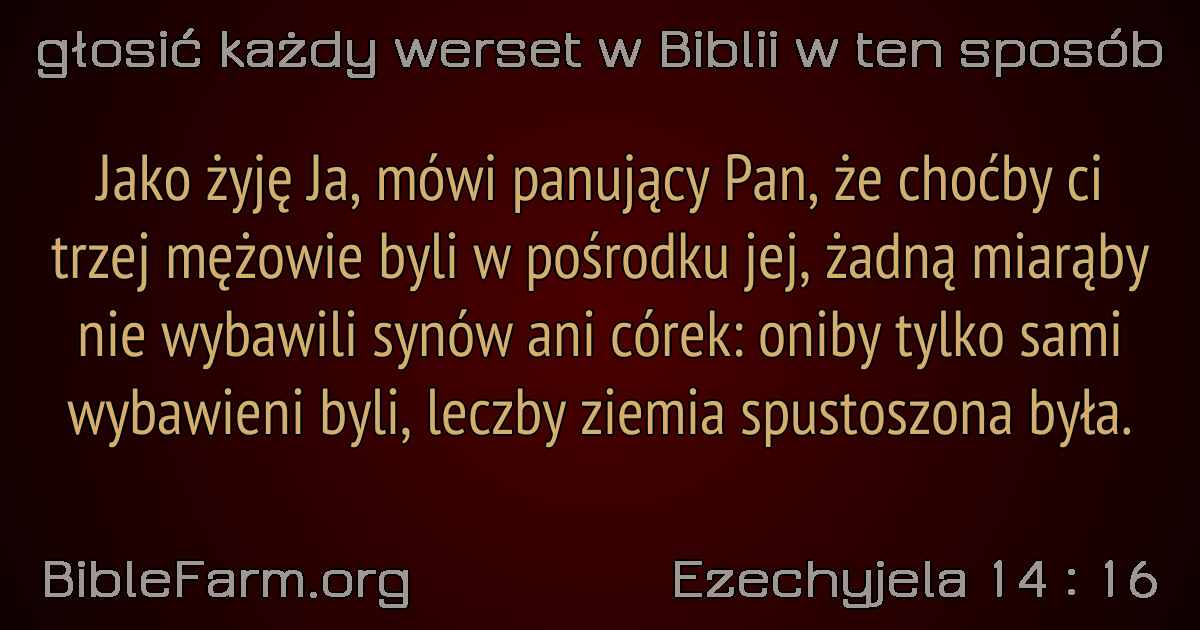 głosić każdy werset w Biblii w ten sposób
Jako żyję Ja, mówi panujący Pan, że choćby ci
trzej mężowie byli w pośrodku jej, żadną miarąby
nie wybawili synów ani córek: oniby tylko sami
wybawieni byli, leczby ziemia spustoszona była.
BibleFarm.org
Ezechyjela 14 : 16